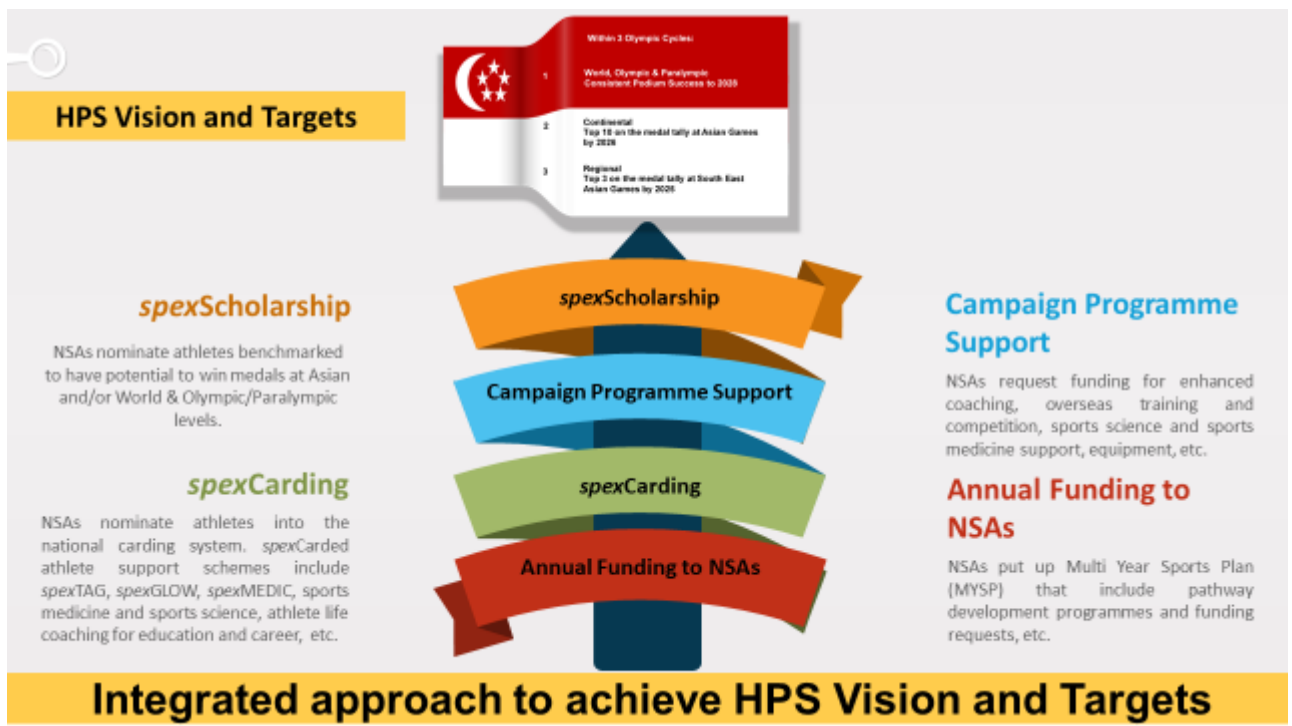 HPS Vision and Targets
Within 3 Olympic Cycles:
1
World, Olympic & Paralympic
Consistent Podium Success to 2028
2
Continental
Top 10 on the medal tally at Asian Games
by 2026
3
Regional
Top 3 on the medal tally at South East
Asian Games by 2025
spexScholarship
NSAs nominate athletes benchmarked
to have potential to win medals at Asian
and/or World & Olympic/Paralympic
levels.
spexCarding
NSAs nominate athletes into the
national carding system. spexCarded
athlete support schemes include
spexTAG, spexGLOW, spexMEDIC, sports
medicine and sports science, athlete life
coaching for education and career, etc.
spexScholarship
Campaign Programme Support
spexCarding
Annual Funding to NSAs
Campaign Programme
Support
NSAs request funding for enhanced
coaching, overseas training and
competition, sports science and sports
medicine support, equipment, etc.
Annual Funding to
NSAs
NSAs put up Multi Year Sports Plan
(MYSP) that include pathway
development programmes and funding
requests, etc.
Integrated approach to achieve HPS Vision and Targets